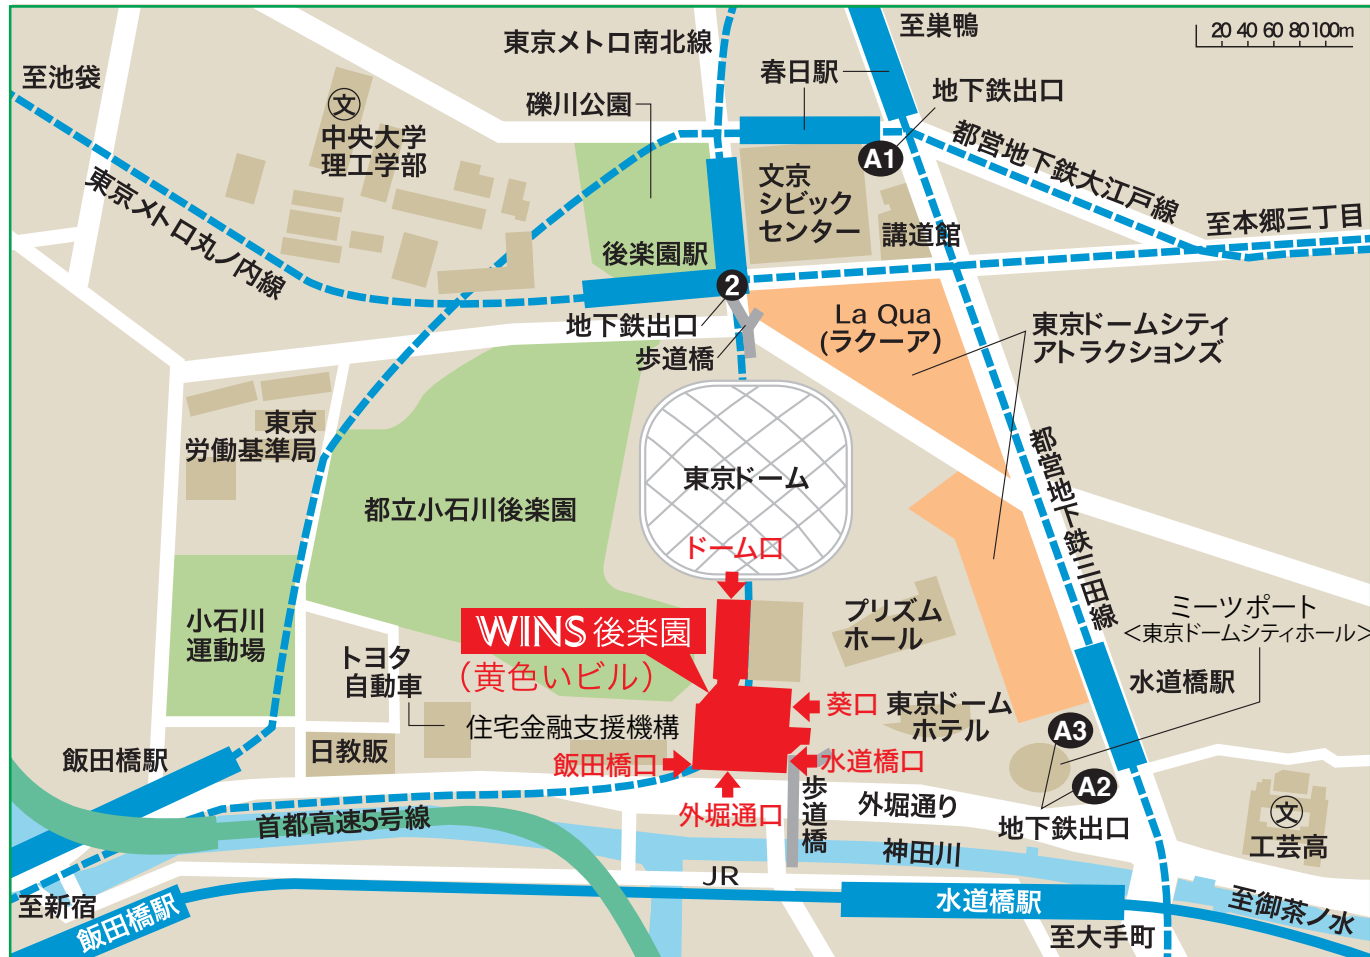 東京メトロ南北線
至巣鴨
20 40 60 80 100m
至池袋
春日駅
地下鉄出口
礫川公園
文
中央大学
理工学部
A1
都営地下鉄大江戸線
東京メトロ丸ノ内線
文京
シビック
センター
講道館
至本郷三丁目
後楽園駅
2
地下鉄出口
歩道橋
La Qua
(ラクーア)
東京ドームシティ
アトラクションズ
東京
労働基準局
東京ドーム
都営地下鉄三田線
都立小石川後楽園
ドーム口
小石川
運動場
WINS後楽園
(黄色いビル)
プリズム
ホール
ミーツポート
<東京ドームシティホール>
トヨタ
自動車
水道橋駅
葵口
東京ドーム
ホテル
住宅金融支援機構
A3
日教販
飯田橋駅
飯田橋口
水道橋口
A2
外堀通口
歩道橋
外堀通り
地下鉄出口
首都高速5号線
文
工芸高
神田川
JR
至新宿
飯田橋駅
水道橋駅
至御茶ノ水
至大手町